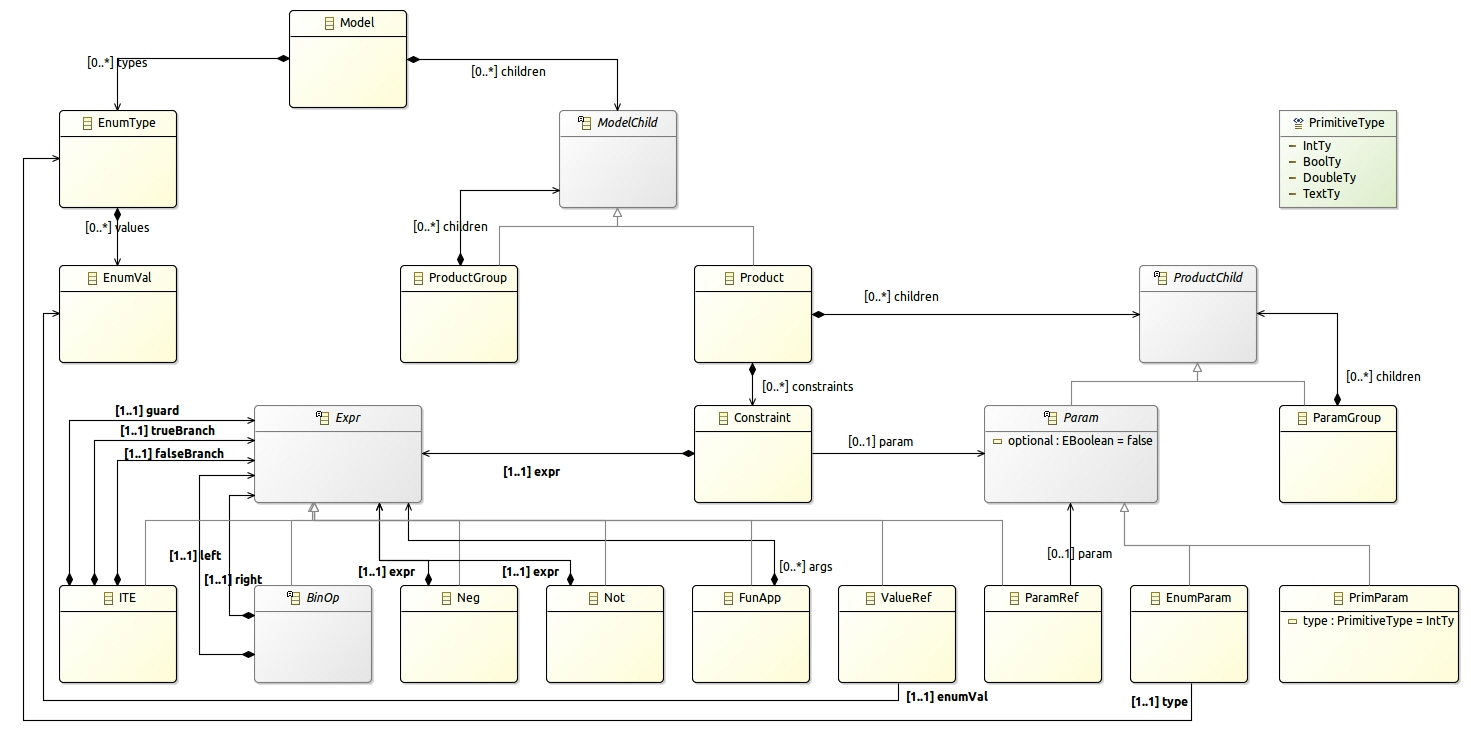 Model
[0..*] types
[0..*] children
EnumType
ModelChild
PrimitiveType
IntTy
BoolTy
DoubleTy
TextTy
[0..*] values
[0..*] children
EnumVal
ProductGroup
Product
ProductChild
[0..*] children
[0..*] constraints
[0..*] children
[1..1] guard
[1..1] trueBranch
[1..1] falseBranch
Expr
Constraint
Param
optional : EBoolean = false
ParamGroup
[0..1] param
[1..1] expr
[1..1] left
[1..1] right
[1..1] expr
[1..1] expr
[0..*] args
[0..1] param
ITE
BinOp
Neg
Not
FunApp
ValueRef
ParamRef
EnumParam
PrimParam
type : PrimitiveType = IntTy
[1..1] enumVal
[1..1] type